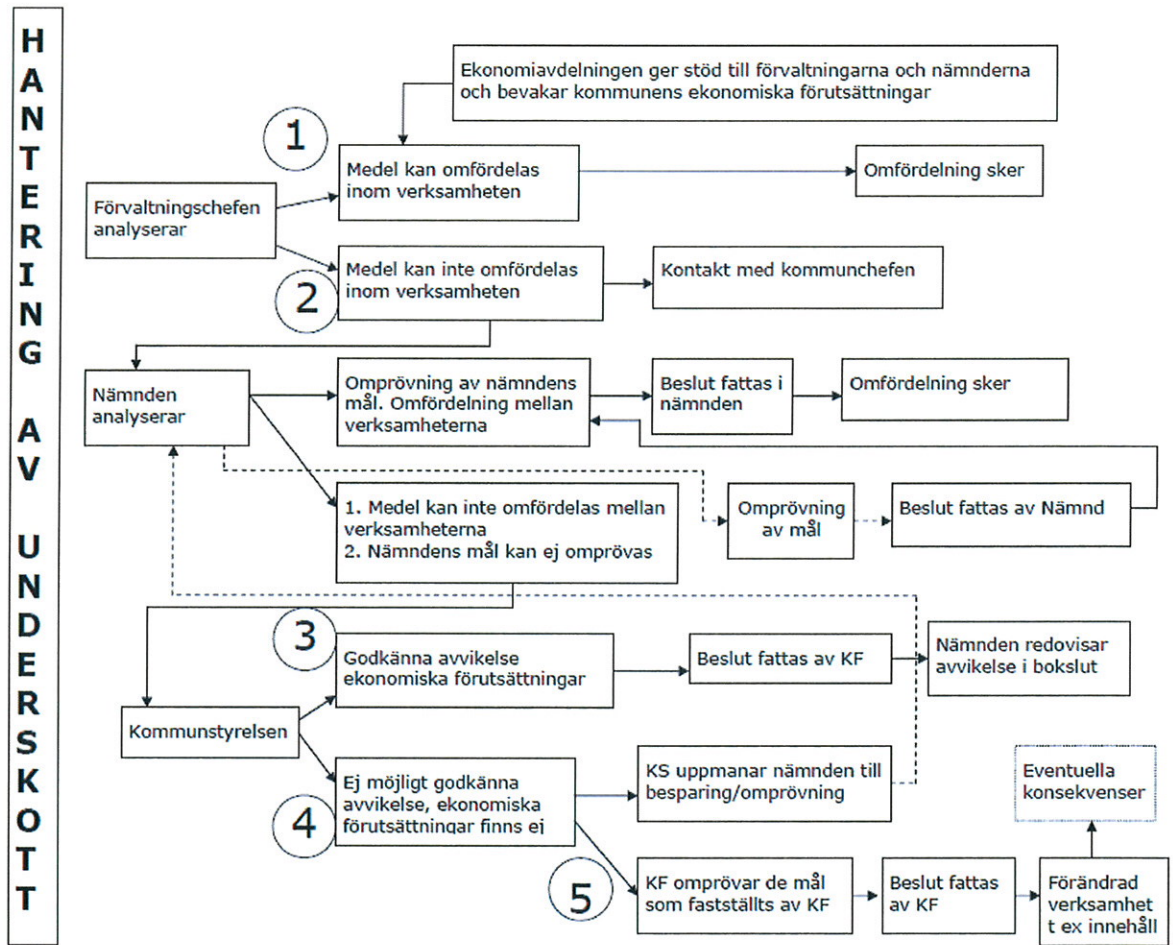 HANTERING AV UNDERSKOTT
Ekonomiavdelningen ger stöd till förvaltningarna och nämnderna
och bevakar kommunens ekonomiska förutsättningar
1
Medel kan omfördelas
inom verksamheten
Omfördelning sker
Förvaltningschefen
analyserar
2
Medel kan inte omfördelas
inom verksamheten
Kontakt med kommunchefen
Nämnden
analyserar
Omprövning av nämndens
mål. Omfördelning mellan
verksamheterna
Beslut fattas i
nämnden
Omfördelning sker
1. Medel kan inte omfördelas mellan
verksamheterna
2. Nämndens mål kan ej omprövas
Omprövning
av mål
Beslut fattas av Nämnd
3
Godkänna avvikelse
ekonomiska förutsättningar
Beslut fattas av KF
Nämnden redovisar
avvikelse i bokslut
Kommunstyrelsen
4
Ej möjligt godkänna
avvikelse, ekonomiska
förutsättningar finns ej
KS uppmanar nämnden till
besparing/omprövning
Eventuella
konsekvenser
5
KF omprövar de mål
som fastställts av KF
Beslut fattas
av KF
Förändrad
verksamhet
t ex innehåll